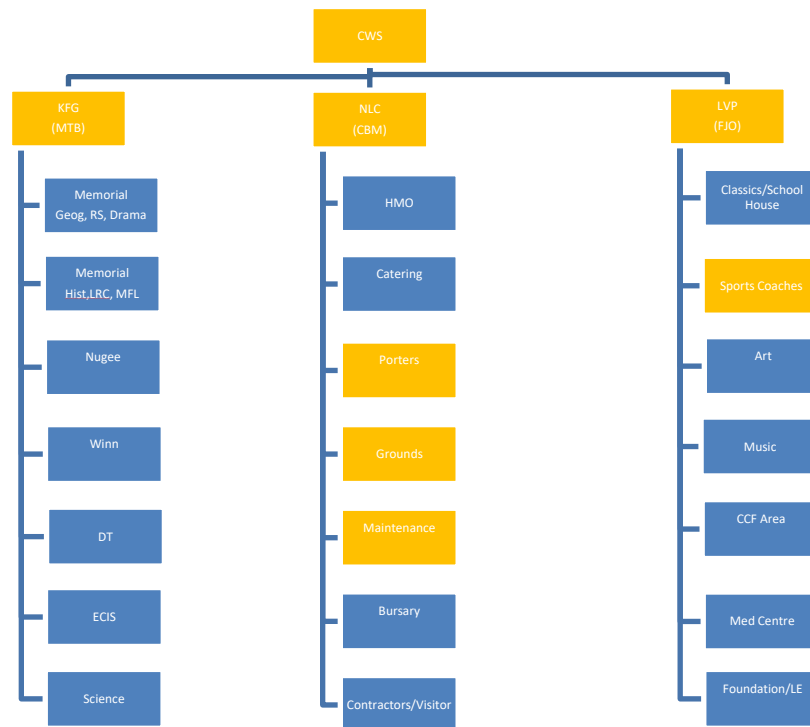 CWS
KFG
(MTB)
NLC
(CBM)
LVP
(FJO)
Memorial
Geog, RS, Drama
Memorial
Hist,LRC, MFL
Nugee
Winn
DT
ECIS
Science
HMO
Catering
Porters
Grounds
Maintenance
Bursary
Contractors/Visitor
Classics/School
House
Sports Coaches
Art
Music
CCF Area
Med Centre
Foundation/LE